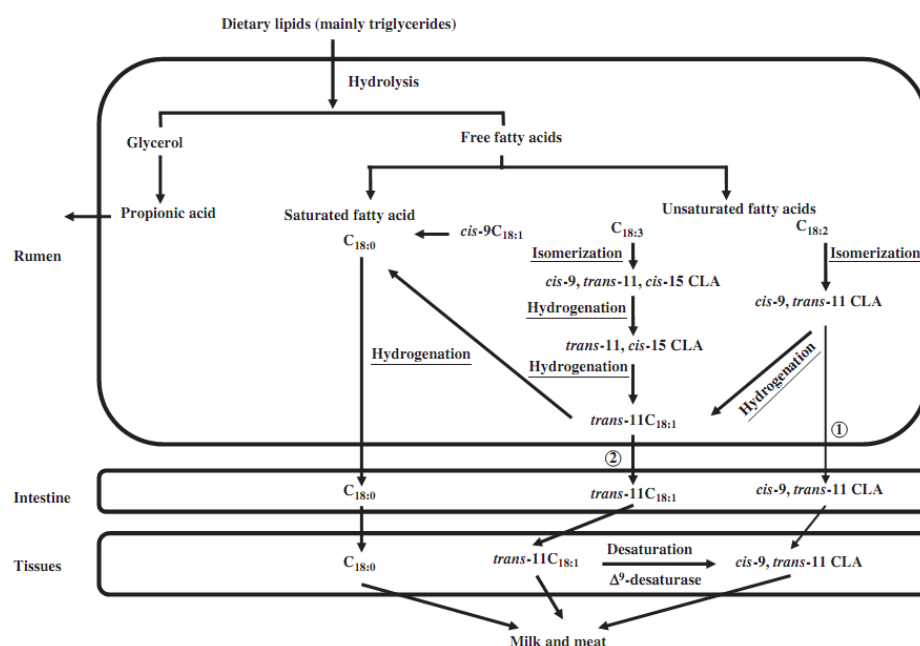 Dietary lipids (mainly triglycerides)
Hydrolysis
Glycerol
Free fatty acids
Propionic acid
Saturated fatty acid
Unsaturated fatty acids
cis-9C18:1
C18:3
C18:2
C18:0
Rumen
Isomerization
Isomerization
cis-9, trans-11, cis-15 CLA
cis-9, trans-11 CLA
Hydrogenation
trans-11, cis-15 CLA
Hydrogenation
Hydrogenation
Hydrogenation
trans-11C18:1
①
②
Intestine
C18:0
trans-11C18:1
cis-9, trans-11 CLA
Tissues
C18:0
trans-11C18:1
Desaturation
Δ9-desaturase
cis-9, trans-11 CLA
Milk and meat